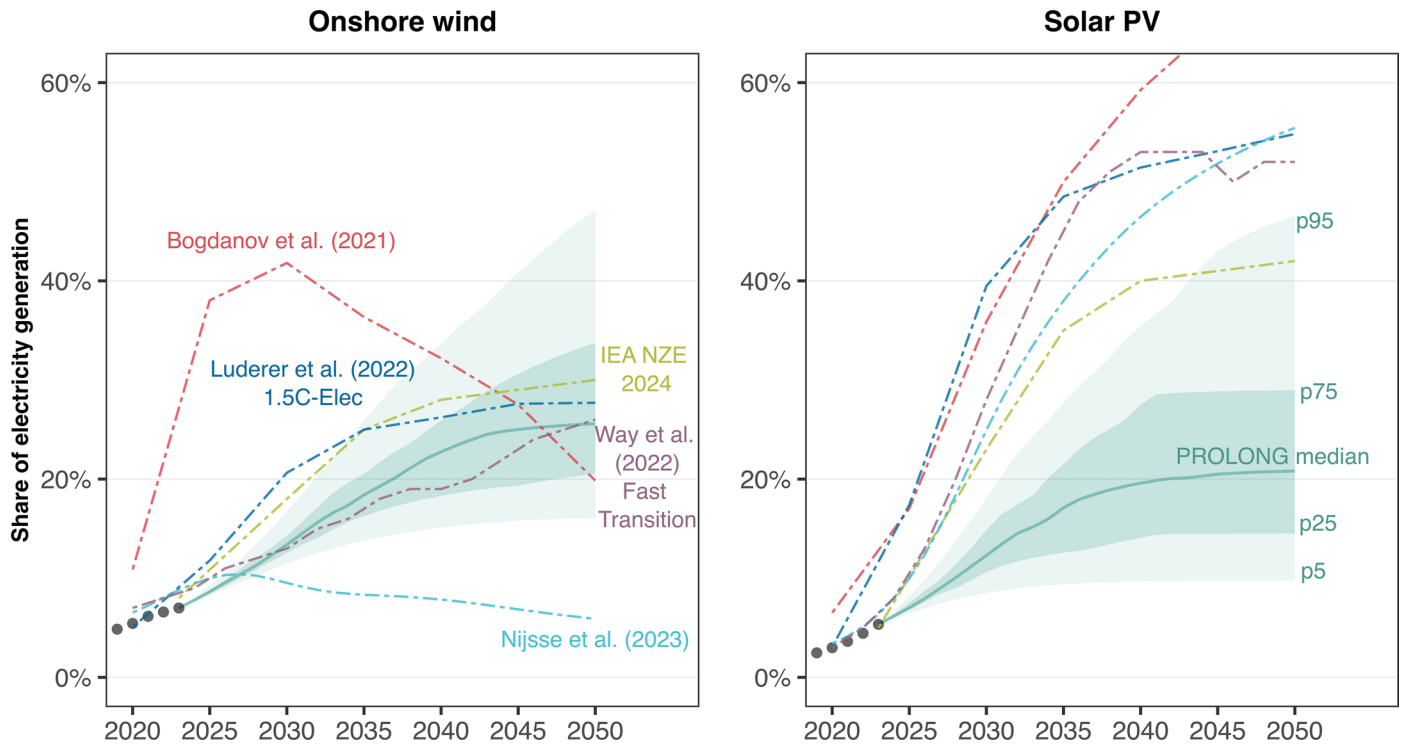 Onshore wind
Solar PV
Share of electricity generation
60%
40%
20%
0%
Bogdanov et al. (2021)
Luderer et al. (2022)
1.5C-Elec
IEA NZE
2024
Way et al.
(2022)
Fast
Transition
Nijsse et al. (2023)
2020 2025 2030 2035 2040 2045 2050
60%
40%
20%
0%
p95
p75
PROLONG median
p25
p5
2020 2025 2030 2035 2040 2045 2050